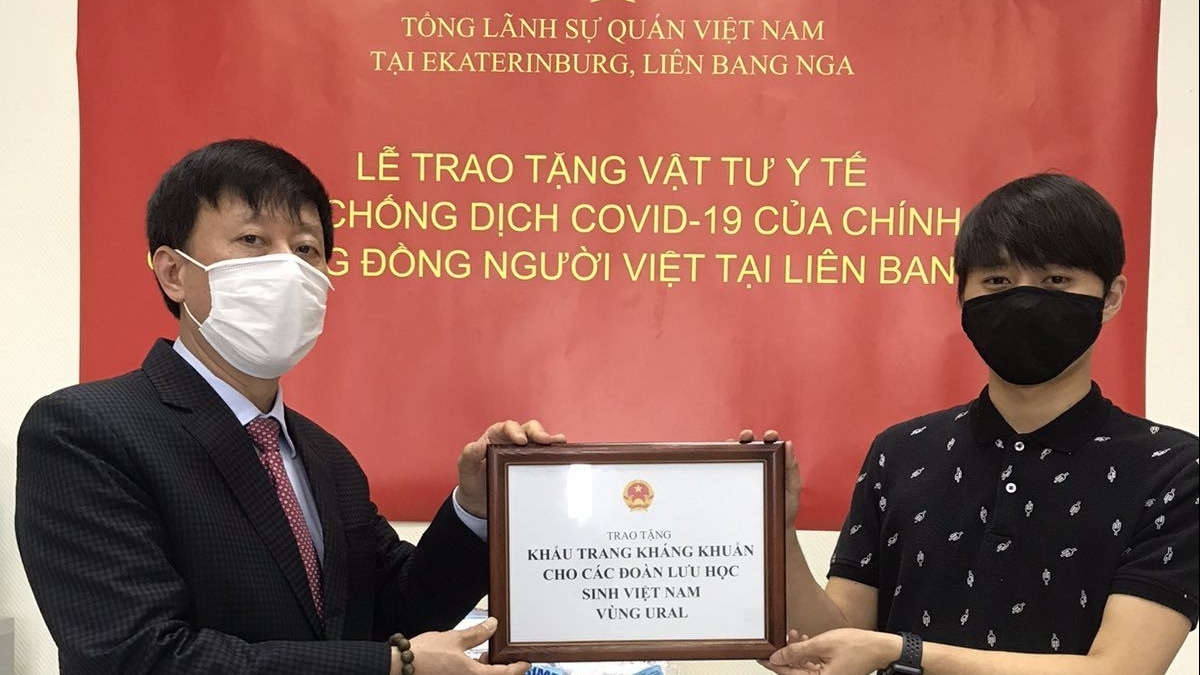 TỔNG LÃNH SỰ QUÁN VIỆT NAM
TẠI EKATERINBURG, LIÊN BANG NGA
LỄ TRAO TẶNG VẬT TƯ Y TẾ
CHỐNG DỊCH COVID-19 CỦA CHÍNH
ĐỒNG NGƯỜI VIỆT TẠI LIÊN BANG
TRAO TẶNG
KHẨU TRANG KHÁNG KHUẨN
CHO CÁC ĐOÀN LƯU HỌC
SINH VIỆT NAM
VÙNG URAL